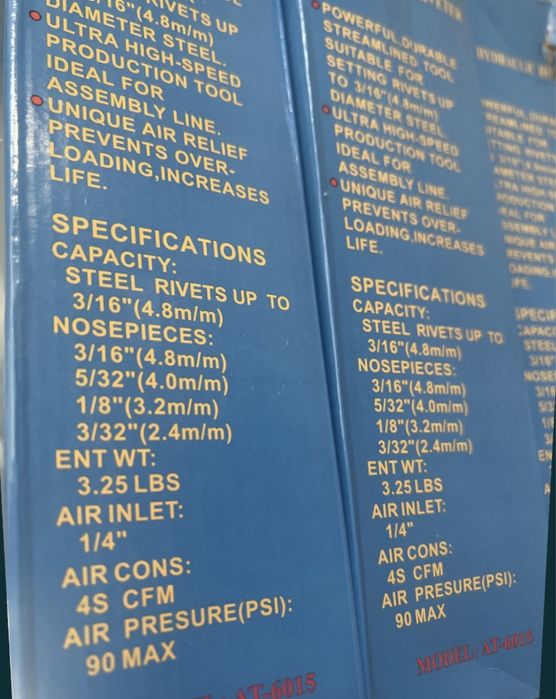 RIVETS UP
3/16"(4.8m/m)
DIAMETER STEEL.
ULTRA HIGH-SPEED
PRODUCTION TOOL
IDEAL FOR
ASSEMBLY LINE.
UNIQUE AIR RELIEF
PREVENTS OVER-
LOADING,INCREASES
LIFE.
SPECIFICATIONS
CAPACITY:
STEEL RIVETS UP TO
3/16"(4.8m/m)
NOSEPIECES:
3/16"(4.8m/m)
5/32"(4.0m/m)
1/8"(3.2m/m)
3/32"(2.4m/m)
ENT WT:
3.25 LBS
AIR INLET:
1/4"
AIR CONS:
4S CFM
AIR PRESURE(PSI):
90 MAX
AT-6015
POWERFUL,DURABLE
STREAMLINED TOOL
SUITABLE FOR
SETTING RIVETS UP
TO 3/16"(4.8m/m)
DIAMETER STEEL.
ULTRA HIGH-SPEED
PRODUCTION TOOL
IDEAL FOR
ASSEMBLY LINE.
UNIQUE AIR RELIEF
PREVENTS OVER-
LOADING,INCREASES
LIFE.
SPECIFICATIONS
CAPACITY:
STEEL RIVETS UP TO
3/16"(4.8m/m)
NOSEPIECES:
3/16"(4.8m/m)
5/32"(4.0m/m)
1/8"(3.2m/m)
3/32"(2.4m/m)
ENT WT:
3.25 LBS
AIR INLET:
1/4"
AIR CONS:
4S CFM
AIR PRESURE(PSI):
90 MAX
MODEL: AT-6015
HYDRAULIC